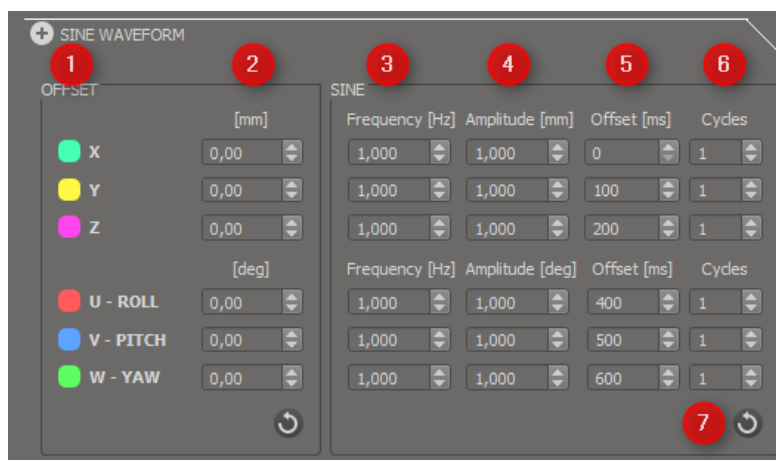 SINE WAVEFORM
1 2 3 4 5 6
OFFSET SINE
[mm] Frequency [Hz] Amplitude [mm] Offset [ms] Cycles
X 0,00 1,000 1,000 0 1
Y 0,00 1,000 1,000 100 1
Z 0,00 1,000 1,000 200 1
[deg] Frequency [Hz] Amplitude [deg] Offset [ms] Cycles
U - ROLL 0,00 1,000 1,000 400 1
V - PITCH 0,00 1,000 1,000 500 1
W - YAW 0,00 1,000 1,000 600 1
7